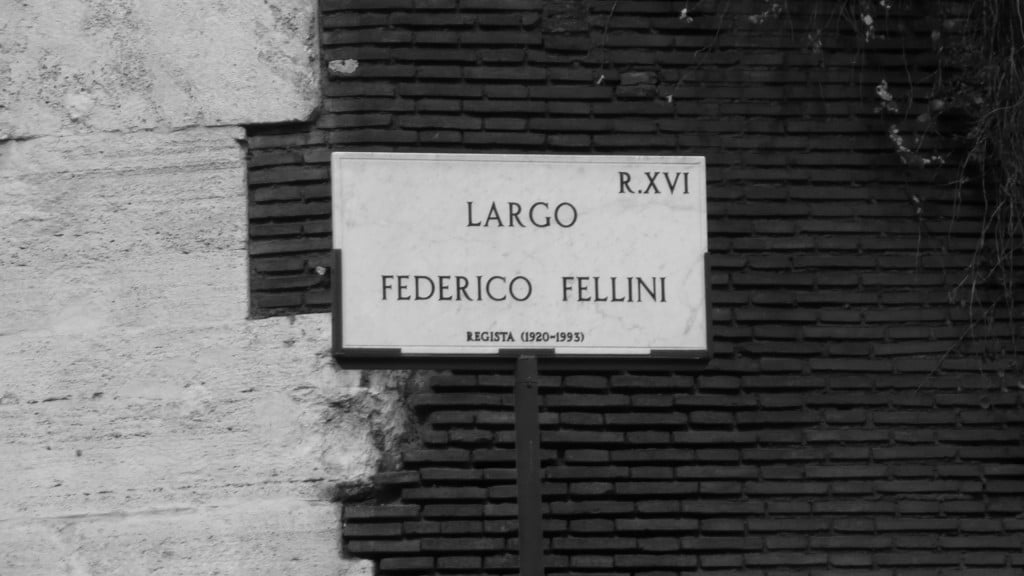 R.XVI
LARGO
FEDERICO FELLINI
REGISTA (1920-1993)